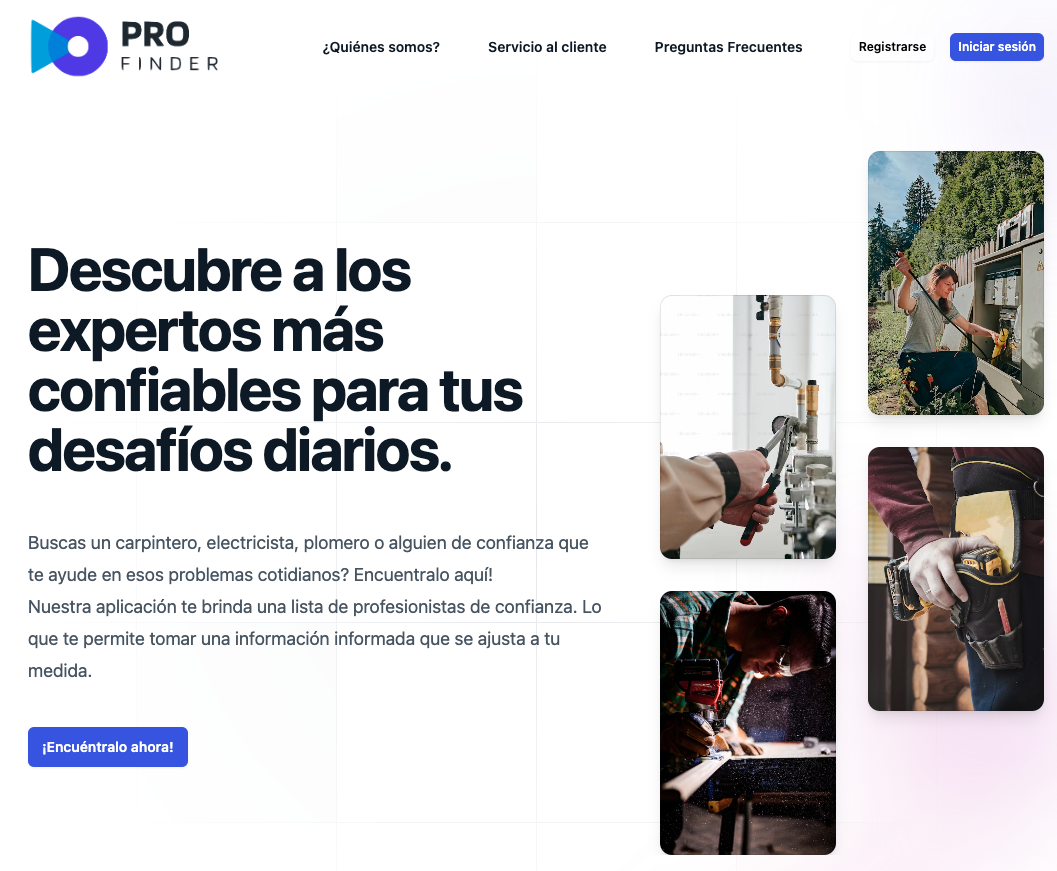 PRO
FINDER
¿Quiénes somos?
Servicio al cliente
Preguntas Frecuentes
Registrarse
Iniciar sesión
Descubre a los
expertos más
confiables para tus
desafíos diarios.
Buscas un carpintero, electricista, plomero o alguien de confianza que
te ayude en esos problemas cotidianos? Encuentralo aquí!
Nuestra aplicación te brinda una lista de profesionistas de confianza. Lo
que te permite tomar una información informada que se ajusta a tu
medida.
¡Encuéntralo ahora!